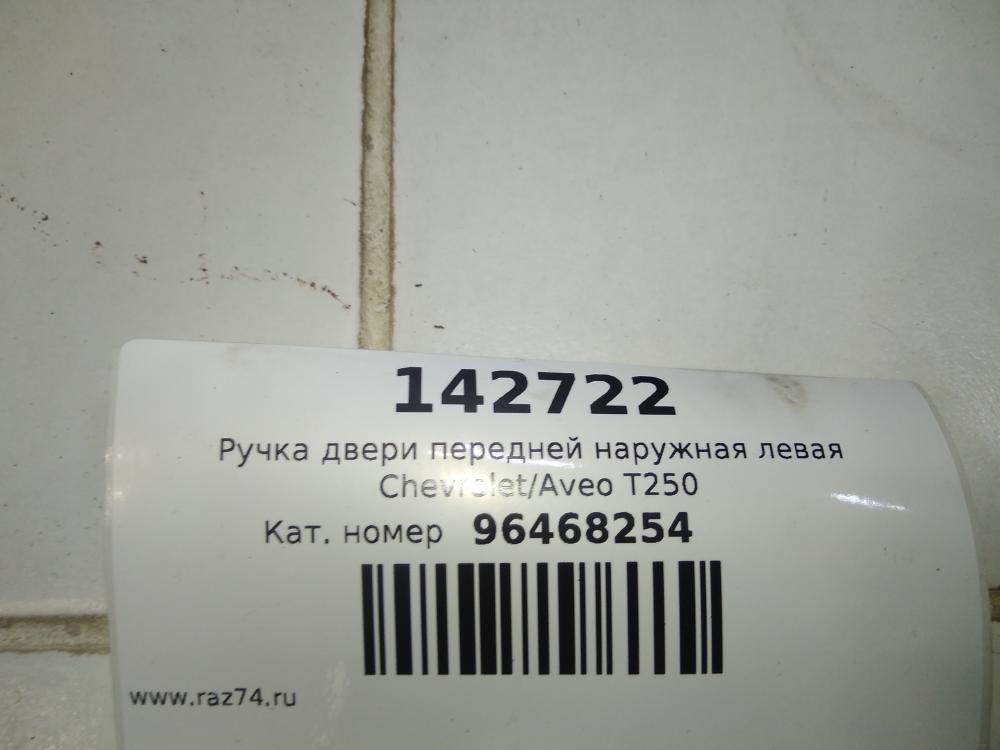 142722
Ручка двери передней наружная левая
Chevrolet/Aveo T250
Кат. номер 96468254
www.raz74.ru